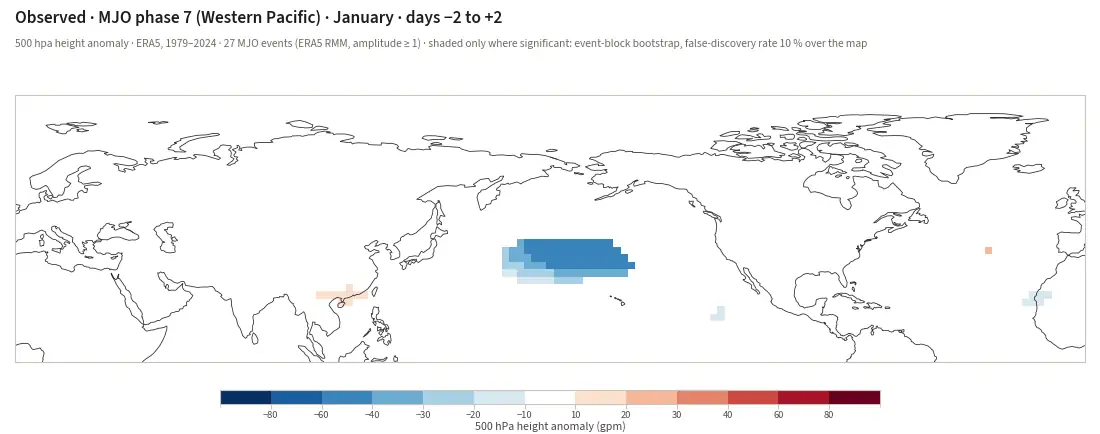 Observed · MJO phase 7 (Western Pacific) · January · days −2 to +2
500 hpa height anomaly · ERA5, 1979–2024 · 27 MJO events (ERA5 RMM, amplitude ≥ 1) · shaded only where significant: event-block bootstrap, false-discovery rate 10 % over the map
−80 −60 −40 −30 −20 −10 10 20 30 40 60 80
500 hPa height anomaly (gpm)